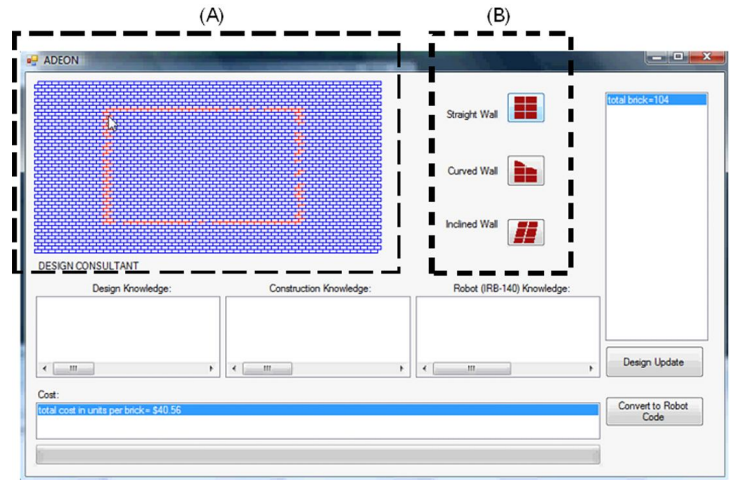 (A)
(B)
ADEON
Straight Wall
Curved Wall
Inclined Wall
total brick=104
DESIGN CONSULTANT
Design Knowledge:
Construction Knowledge:
Robot (IRB-140) Knowledge:
Design Update
Cost:
total cost in units per brick= $40.56
Convert to Robot
Code